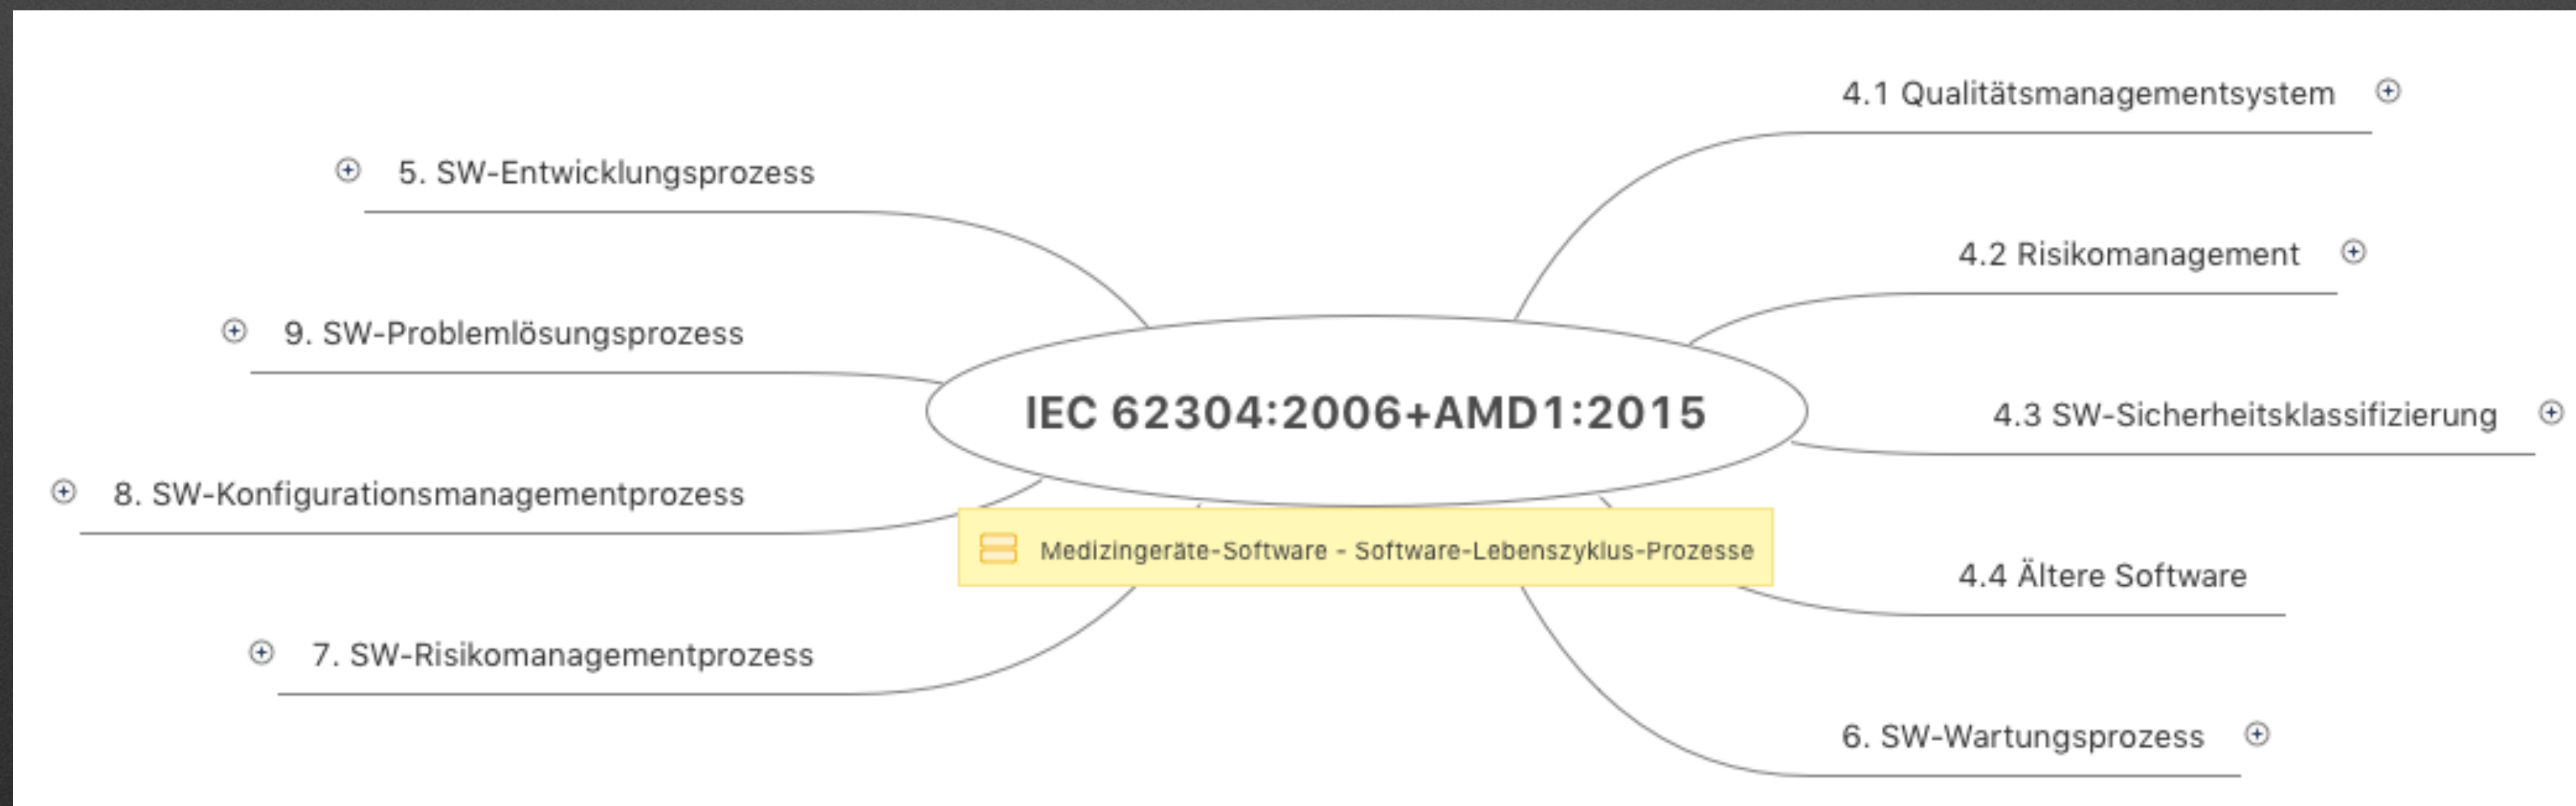 4.1 Qualitätsmanagementsystem
5. SW-Entwicklungsprozess
4.2 Risikomanagement
9. SW-Problemlösungsprozess
IEC 62304:2006+AMD1:2015
4.3 SW-Sicherheitsklassifizierung
8. SW-Konfigurationsmanagementprozess
Medizingeräte-Software - Software-Lebenszyklus-Prozesse
4.4 Ältere Software
7. SW-Risikomanagementprozess
6. SW-Wartungsprozess